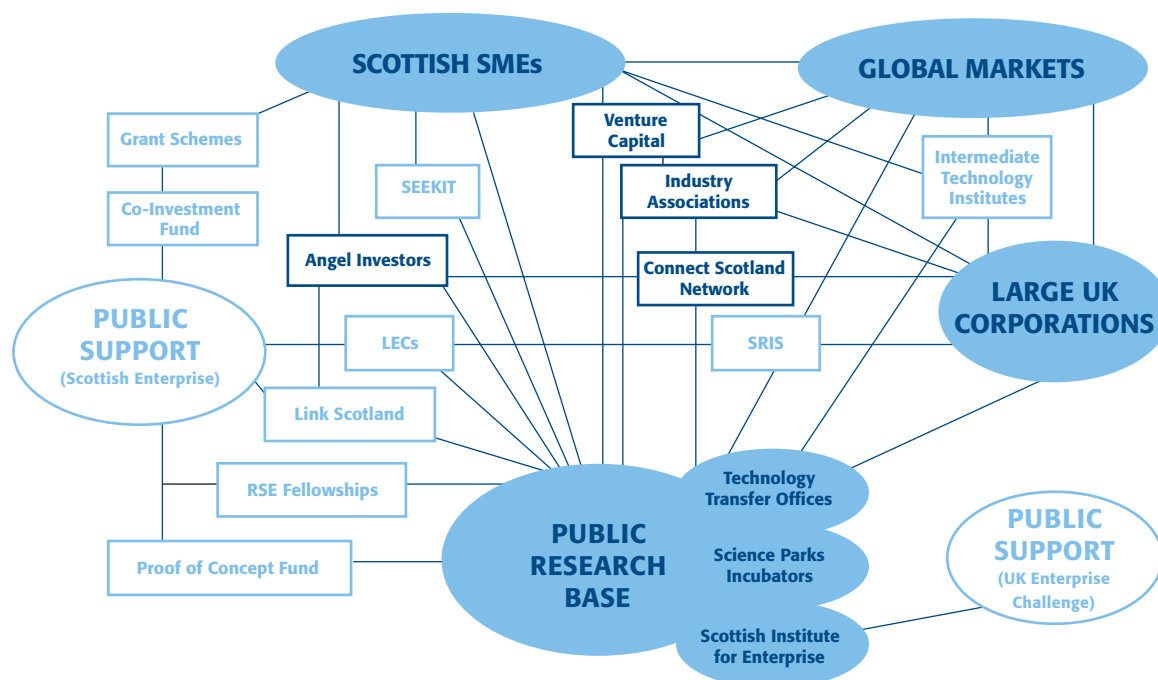 SCOTTISH SMEs
GLOBAL MARKETS
Grant Schemes
Venture
Capital
SEEKIT
Industry
Associations
Intermediate
Technology
Institutes
Co-Investment
Fund
Angel Investors
Connect Scotland
Network
LARGE UK
CORPORATIONS
PUBLIC
SUPPORT
(Scottish Enterprise)
LECs
SRIS
Link Scotland
RSE Fellowships
Technology
Transfer Offices
Proof of Concept Fund
PUBLIC
RESEARCH
BASE
Science Parks
Incubators
PUBLIC
SUPPORT
(UK Enterprise
Challenge)
Scottish Institute
for Enterprise